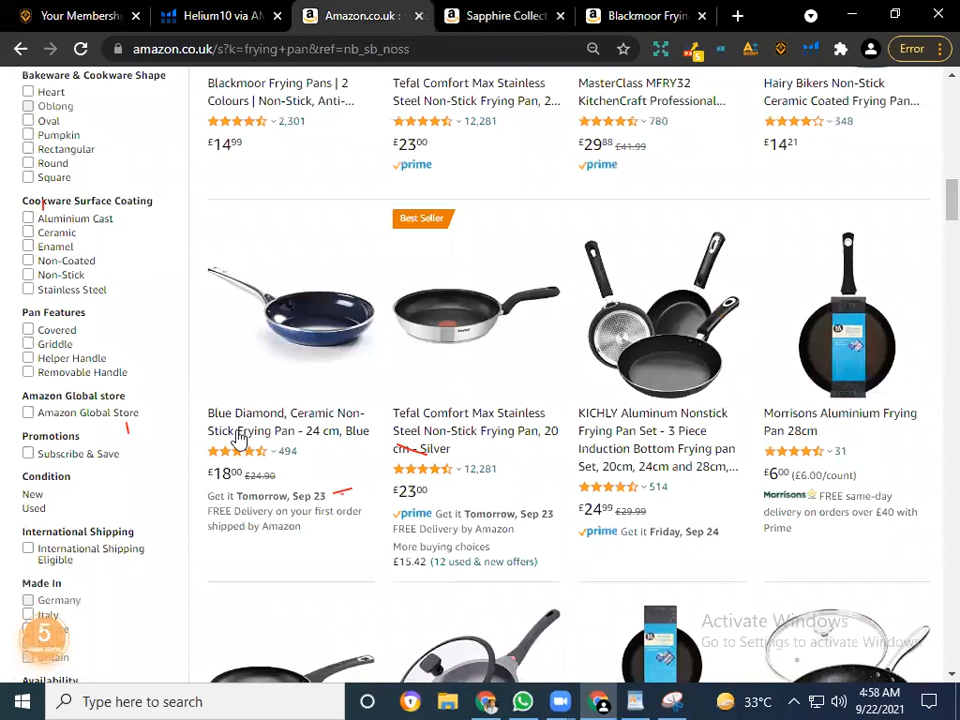 Your Membersh
Helium10 via AM
Amazon.co.uk :
Sapphire Collect
Blackmoor Fryin
amazon.co.uk/s?k=frying+pan&ref=nb_sb_noss
Error
Bakeware & Cookware Shape
Heart
Oblong
Oval
Pumpkin
Rectangular
Round
Square
Cookware Surface Coating
Aluminium Cast
Ceramic
Enamel
Non-Coated
Non-Stick
Stainless Steel
Pan Features
Covered
Griddle
Helper Handle
Removable Handle
Amazon Global store
Amazon Global Store
Promotions
Subscribe & Save
Condition
New
Used
International Shipping
International Shipping
Eligible
Made In
Germany
Italy
Availability
5
Blackmoor Frying Pans | 2
Colours | Non-Stick, Anti-...
2,301
£14.99
Tefal Comfort Max Stainless
Steel Non-Stick Frying Pan, 2...
12,281
£23.00
prime
MasterClass MFRY32
KitchenCraft Professional...
780
£29.88 £41.99
prime
Hairy Bikers Non-Stick
Ceramic Coated Frying Pan...
348
£14.21
Blue Diamond, Ceramic Non-
Stick Frying Pan - 24 cm, Blue
494
£18.00 £24.90
Get it Tomorrow, Sep 23
FREE Delivery on your first order
shipped by Amazon
Best Seller
Tefal Comfort Max Stainless
Steel Non-Stick Frying Pan, 20
cm - Silver
12,281
£23.00
prime Get it Tomorrow, Sep 23
FREE Delivery by Amazon
More buying choices
£15.42 (12 used & new offers)
KICHLY Aluminum Nonstick
Frying Pan Set - 3 Piece
Induction Bottom Frying pan
Set, 20cm, 24cm and 28cm,...
514
£24.99 £29.99
prime Get it Friday, Sep 24
Morrisons Aluminium Frying
Pan 28cm
31
£6.00 (£6.00/count)
Morrisons FREE same-day
delivery on orders over £40 with
Prime
Activate Windows
Go to Settings to activate Windows.
Type here to search
33°C
4:58 AM
9/22/2021